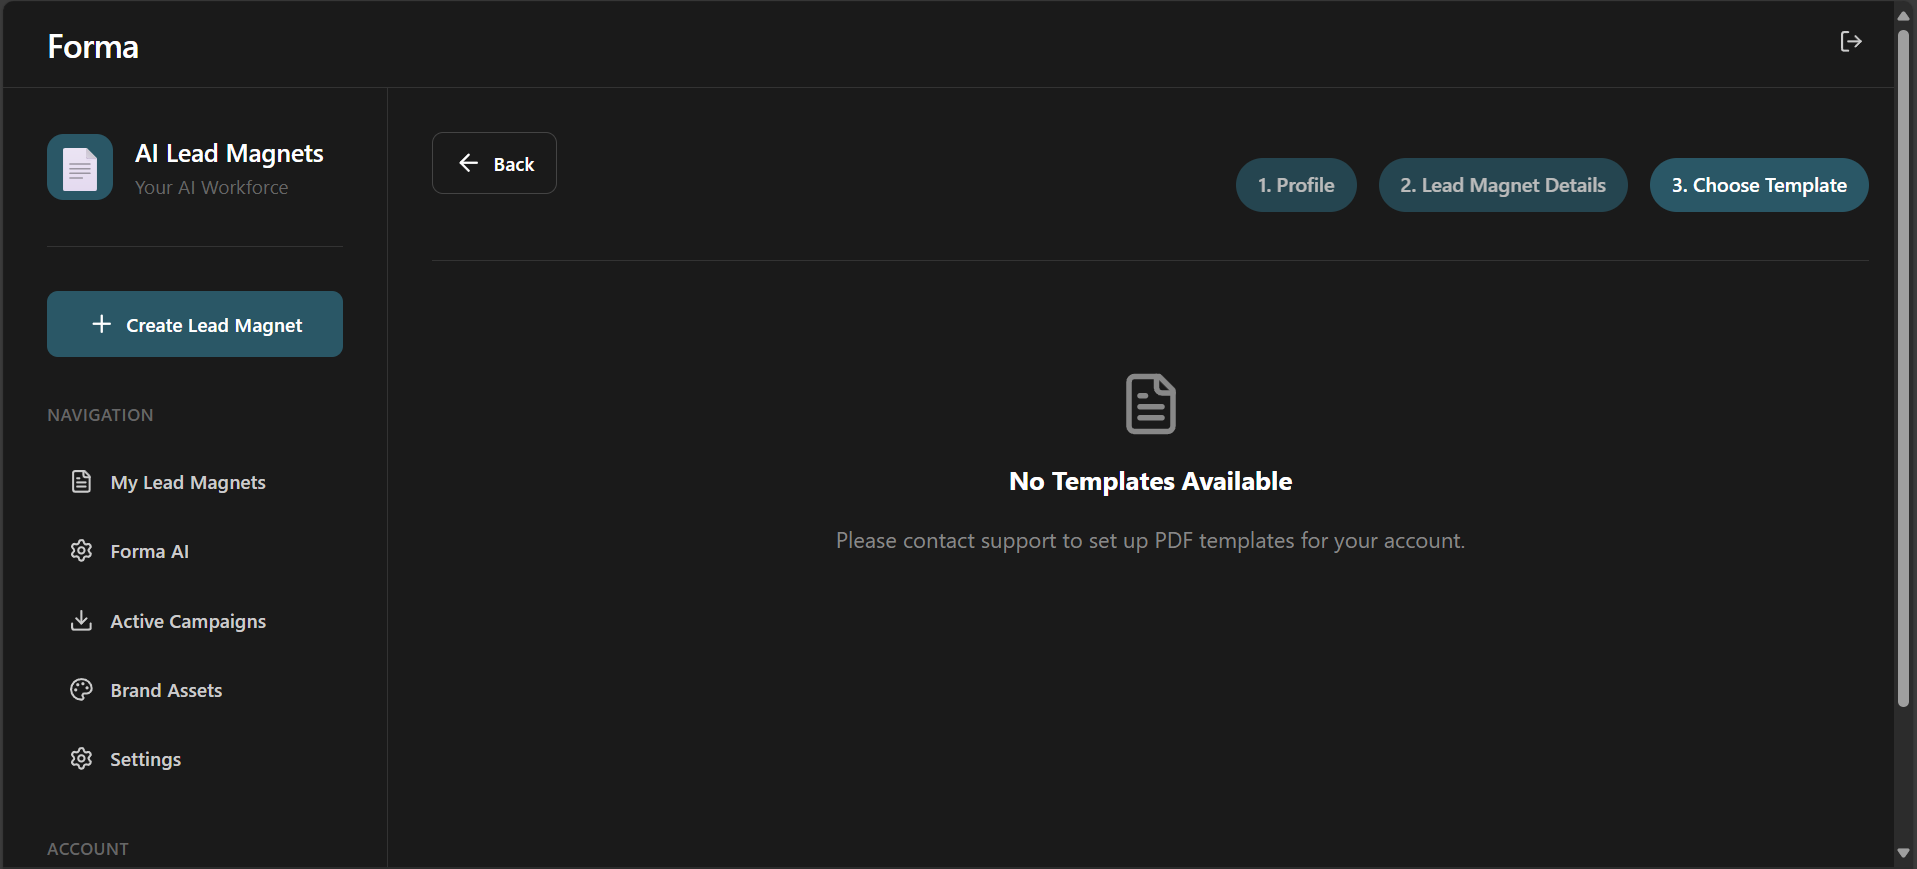 Forma
AI Lead Magnets
Your AI Workforce
Create Lead Magnet
NAVIGATION
My Lead Magnets
Forma AI
Active Campaigns
Brand Assets
Settings
ACCOUNT
Back
1. Profile
2. Lead Magnet Details
3. Choose Template
No Templates Available
Please contact support to set up PDF templates for your account.